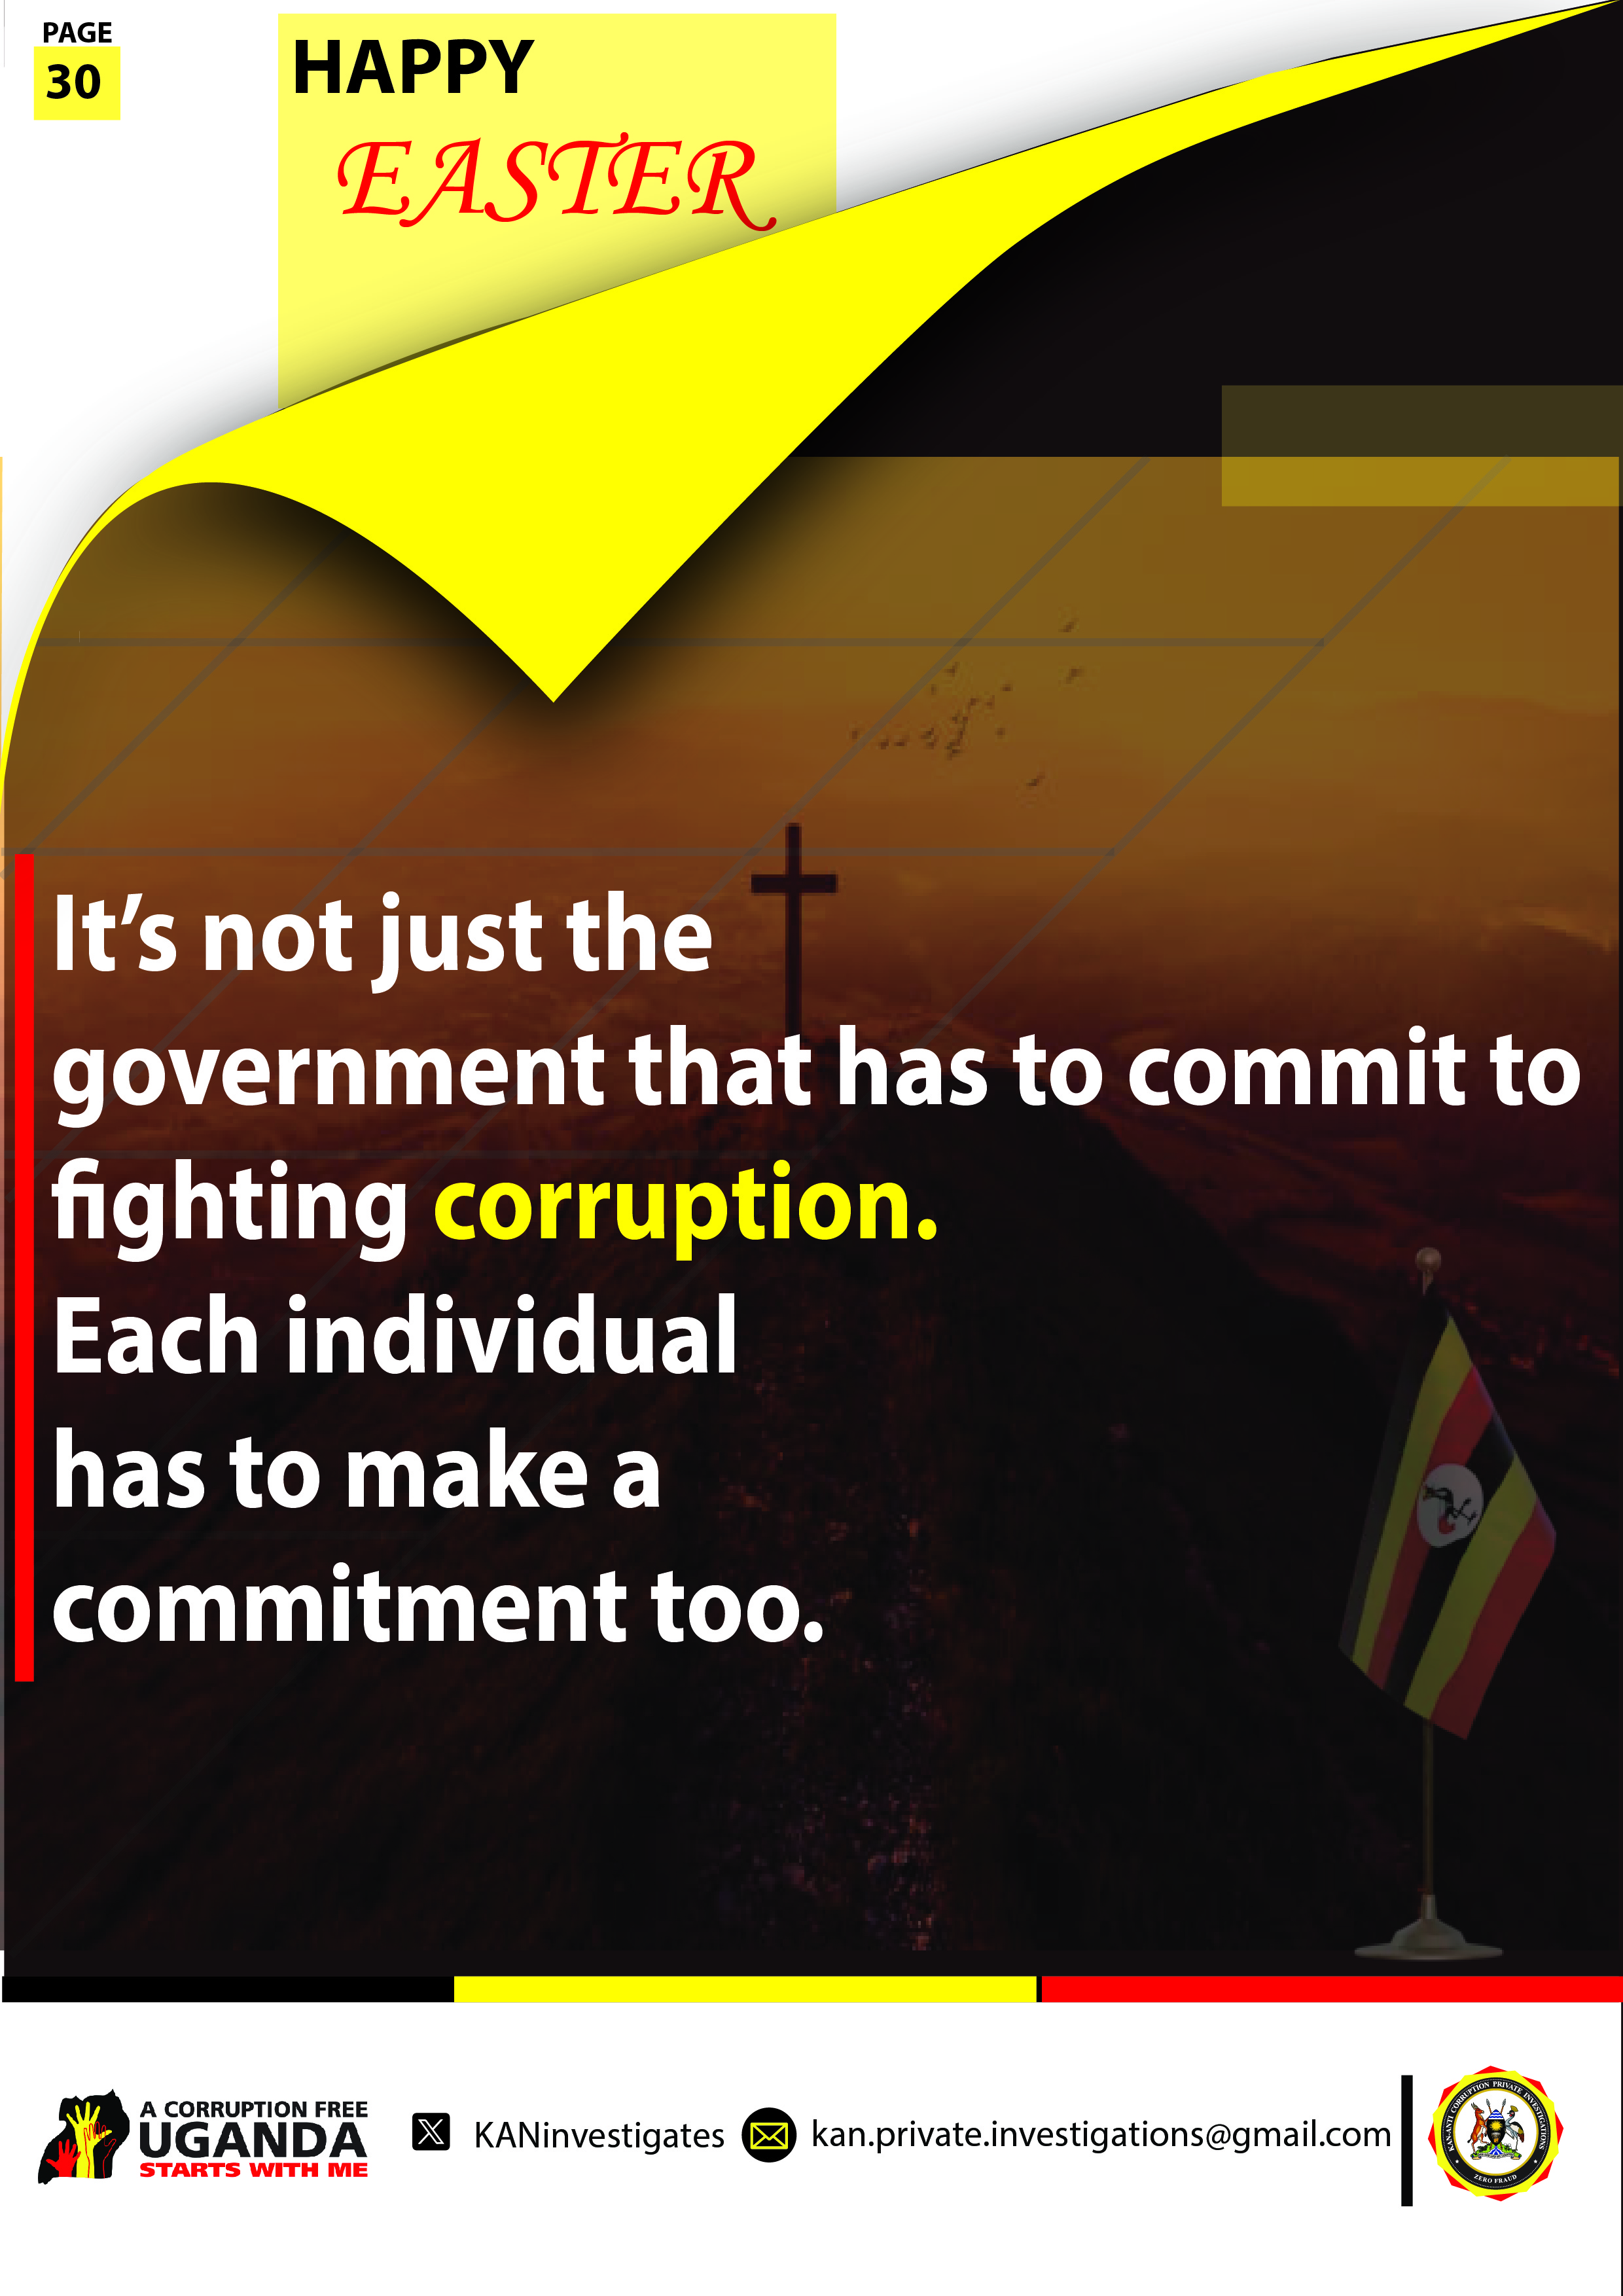 PAGE
30
HAPPY
EASTER
It’s not just the
government that has to commit to
fighting corruption.
Each individual
has to make a
commitment too.
A CORRUPTION FREE
UGANDA
STARTS WITH ME
KANinvestigates
kan.private.investigations@gmail.com
KAN-ANTI CORRUPTION PRIVATE INVESTIGATIONS
ZERO FRAUD